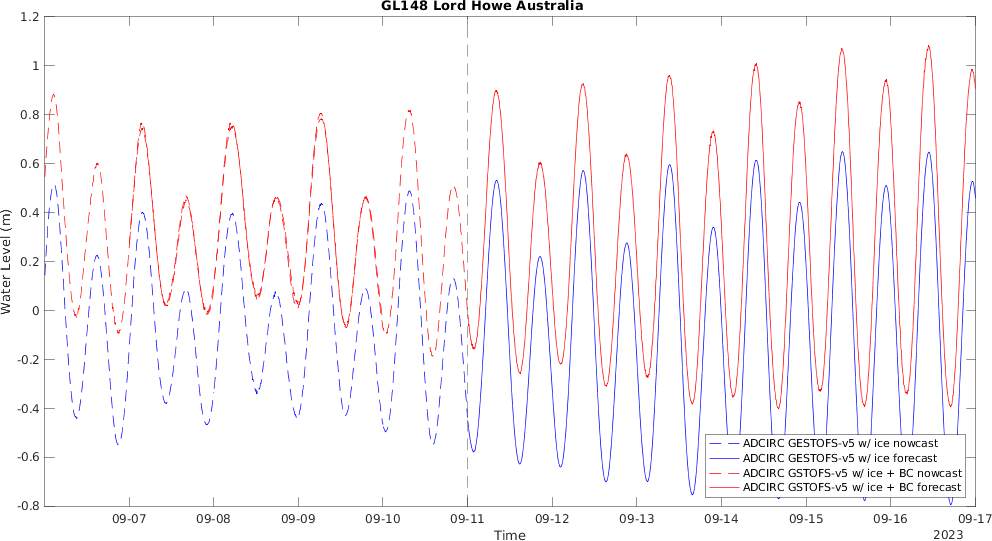 GL148 Lord Howe Australia
1.2
1
0.8
0.6
0.4
0.2
0
-0.2
-0.4
-0.6
-0.8
Water Level (m)
ADCIRC GESTOFS-v5 w/ ice nowcast
ADCIRC GESTOFS-v5 w/ ice forecast
ADCIRC GSTOFS-v5 w/ ice + BC nowcast
ADCIRC GSTOFS-v5 w/ ice + BC forecast
09-07 09-08 09-09 09-10 09-11 09-12 09-13 09-14 09-15 09-16 09-17
Time
2023